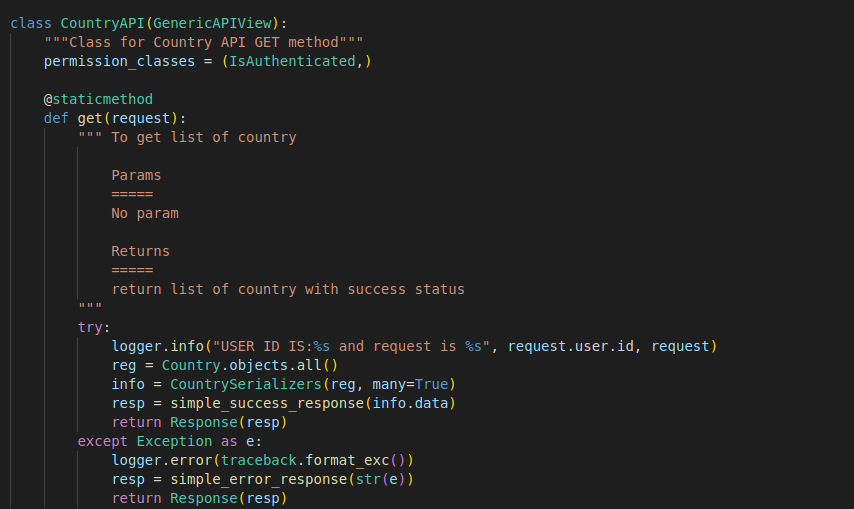 class CountryAPI(GenericAPIView):
    """Class for Country API GET method"""
    permission_classes = (IsAuthenticated,)

    @staticmethod
    def get(request):
        """ To get list of country

            Params
            =====
            No param

            Returns
            =====
            return list of country with success status
        """
        try:
            logger.info("USER ID IS:%s and request is %s", request.user.id, request)
            reg = Country.objects.all()
            info = CountrySerializers(reg, many=True)
            resp = simple_success_response(info.data)
            return Response(resp)
        except Exception as e:
            logger.error(traceback.format_exc())
            resp = simple_error_response(str(e))
            return Response(resp)